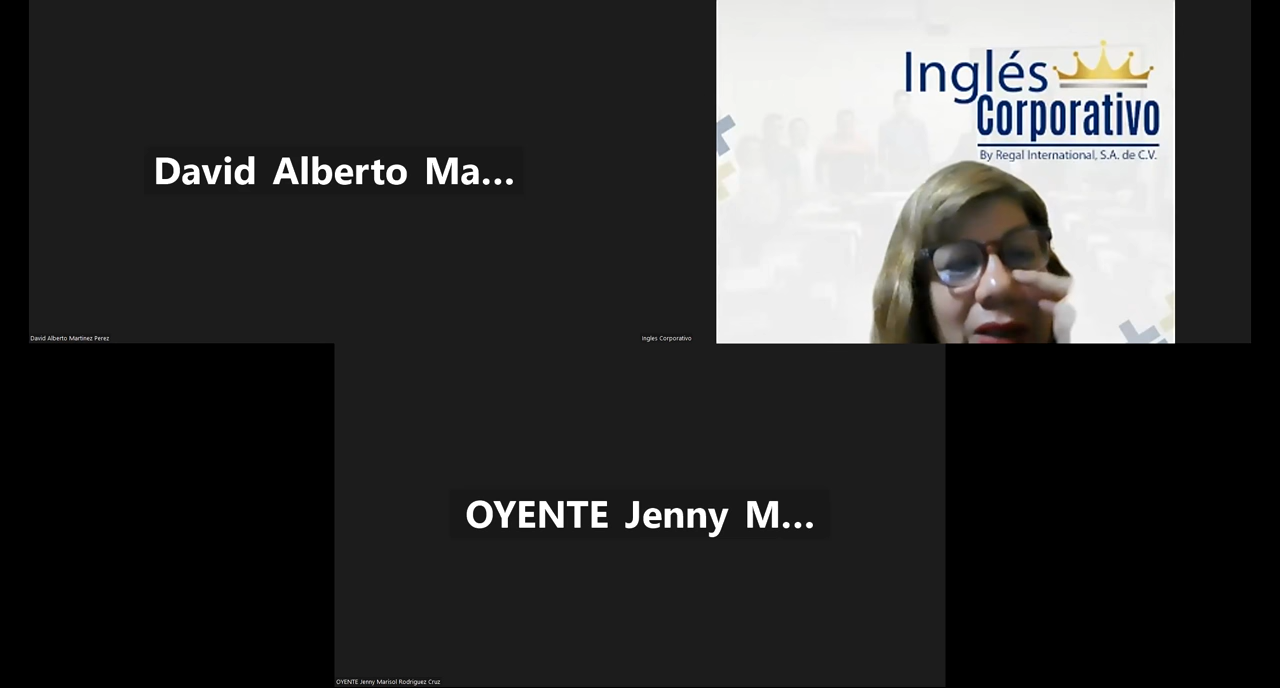 David Alberto Ma...
David Alberto Martinez Perez
Inglés
Corporativo
By Regal International, S.A. de C.V.
Ingles Corporativo
OYENTE Jenny M...
OYENTE Jenny Marisol Rodriguez Cruz